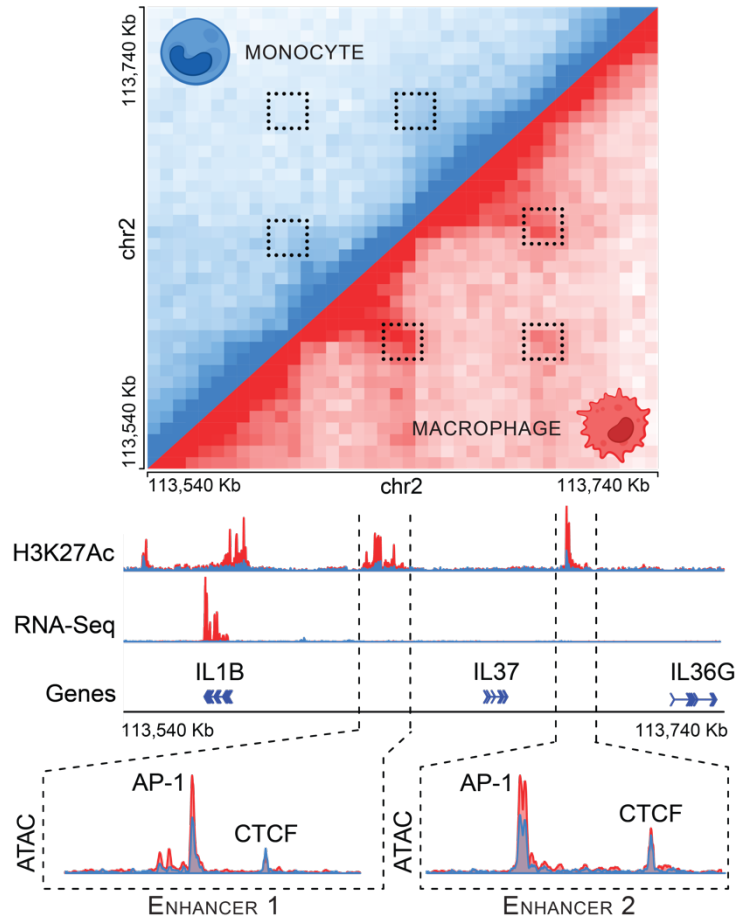 MONOCYTE
113,740 Kb
chr2
113,540 Kb
MACROPHAGE
113,540 Kb chr2 113,740 Kb
H3K27Ac
RNA-Seq
IL1B IL37 IL36G
Genes
113,540 Kb 113,740 Kb
AP-1 AP-1
CTCF CTCF
ATAC ATAC
ENHANCER 1 ENHANCER 2